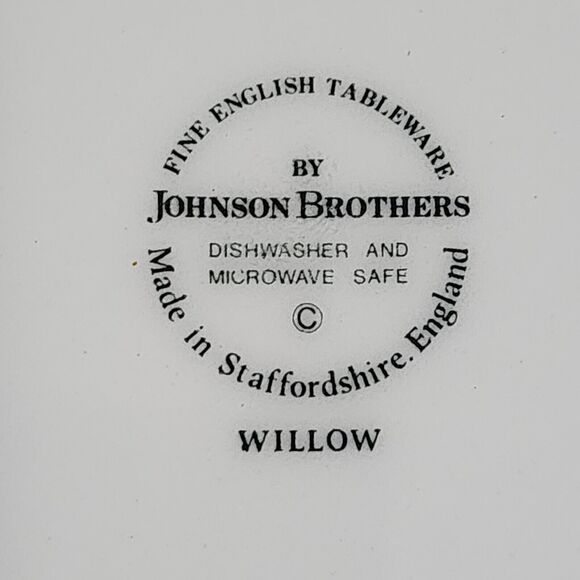 FINE ENGLISH TABLEWARE
BY
JOHNSON BROTHERS
DISHWASHER AND
MICROWAVE SAFE
©
Made in Staffordshire. England
WILLOW